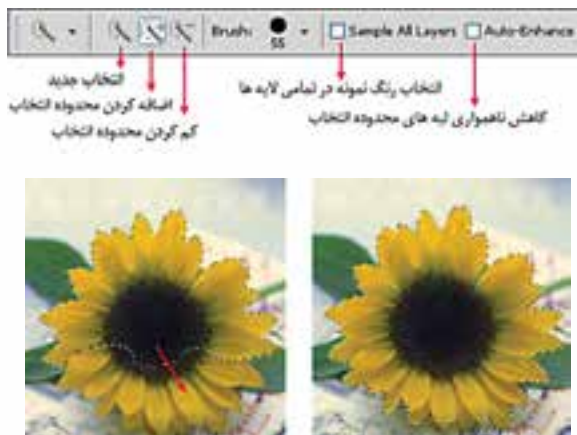 Brush: 55 Sample All Layers Auto-Enhance
انتخاب جدید
اضافه کردن محدوده انتخاب
کم کردن محدوده انتخاب
انتخاب رنگ نمونه در تمامی لایه ها
کاهش ناهمواری لبه های محدوده انتخاب